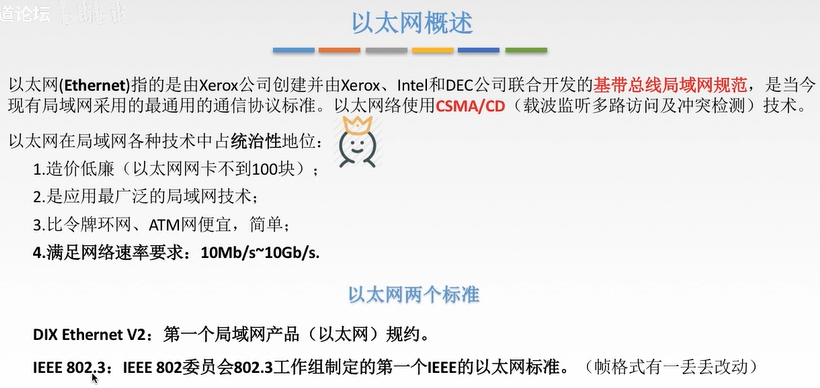 道论坛
以太网概述
以太网(Ethernet)指的是由Xerox公司创建并由Xerox、Intel和DEC公司联合开发的基带总线局域网规范，是当今
现有局域网采用的最通用的通信协议标准。以太网络使用CSMA/CD（载波监听多路访问及冲突检测）技术。
以太网在局域网各种技术中占统治性地位：
1.造价低廉（以太网网卡不到100块）；
2.是应用最广泛的局域网技术；
3.比令牌环网、ATM网便宜，简单；
4.满足网络速率要求：10Mb/s~10Gb/s.
以太网两个标准
DIX Ethernet V2：第一个局域网产品（以太网）规约。
IEEE 802.3：IEEE 802委员会802.3工作组制定的第一个IEEE的以太网标准。（帧格式有一丢丢改动）